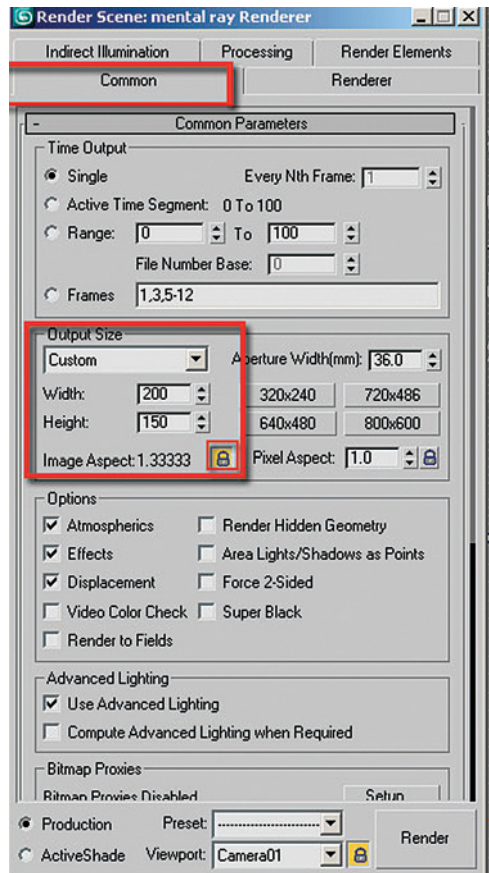 Render Scene: mental ray Renderer
Indirect Illumination Processing Render Elements
Common Renderer
- Common Parameters
Time Output
Single Every Nth Frame: 1
Active Time Segment: 0 To 100
Range: 0 To 100
File Number Base: 0
Frames 1,3,5-12
Output Size
Custom Aperture Width(mm): 36.0
Width: 200 320x240 720x486
Height: 150 640x480 800x600
Image Aspect: 1.33333 Pixel Aspect: 1.0
Options
Atmospherics Render Hidden Geometry
Effects Area Lights/Shadows as Points
Displacement Force 2-Sided
Video Color Check Super Black
Render to Fields
Advanced Lighting
Use Advanced Lighting
Compute Advanced Lighting when Required
Bitmap Proxies
Bitmap Proxies Disabled Setup
Production Preset: --------------------
Render
ActiveShade Viewport: Camera01